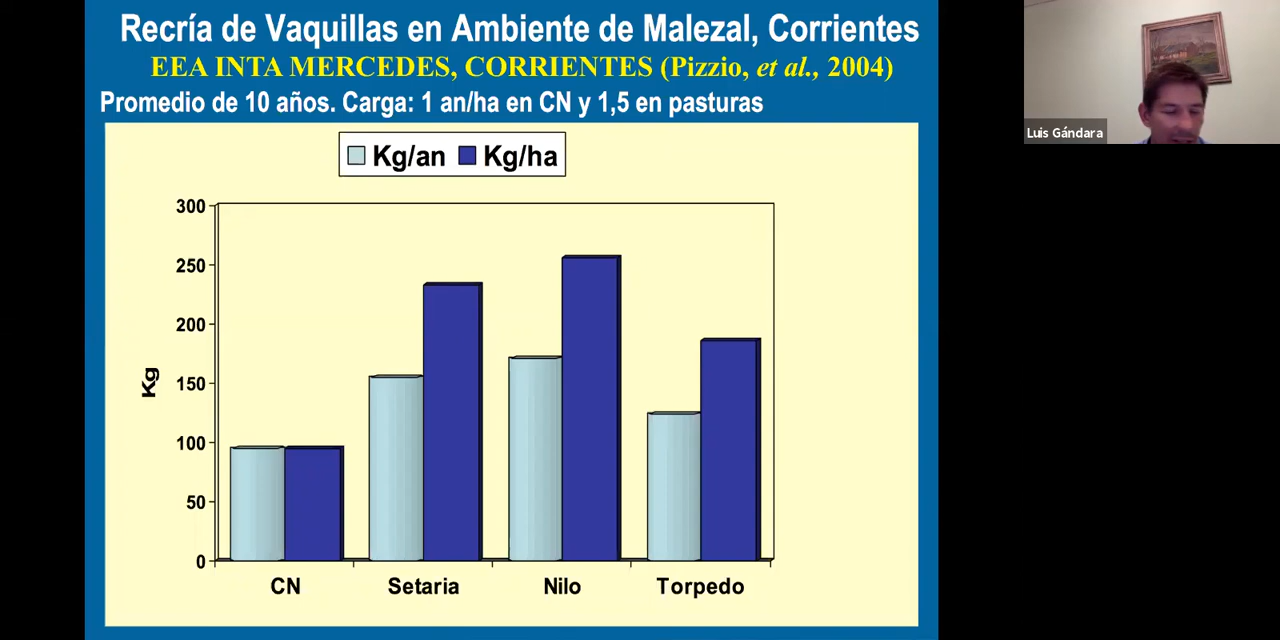 Recría de Vaquillas en Ambiente de Malezal, Corrientes
EEA INTA MERCEDES, CORRIENTES (Pizzio, et al., 2004)
Promedio de 10 años. Carga: 1 an/ha en CN y 1,5 en pasturas
Kg/an Kg/ha
300
250
200
150
100
50
0
Kg
CN Setaria Nilo Torpedo
Luis Gándara